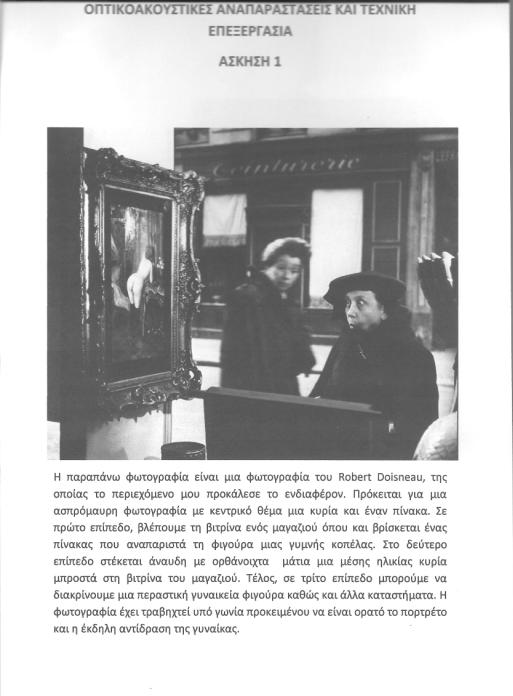 ΟΠΤΙΚΟΑΚΟΥΣΤΙΚΕΣ ΑΝΑΠΑΡΑΣΤΑΣΕΙΣ ΚΑΙ ΤΕΧΝΙΚΗ
ΕΠΕΞΕΡΓΑΣΙΑ
ΑΣΚΗΣΗ 1
Teinturerie
Η παραπάνω φωτογραφία είναι μια φωτογραφία του Robert Doisneau, της
οποίας το περιεχόμενο μου προκάλεσε το ενδιαφέρον. Πρόκειται για μια
ασπρόμαυρη φωτογραφία με κεντρικό θέμα μια κυρία και έναν πίνακα. Σε
πρώτο επίπεδο, βλέπουμε τη βιτρίνα ενός μαγαζιού όπου και βρίσκεται ένας
πίνακας που αναπαριστά τη φιγούρα μιας γυμνής κοπέλας. Στο δεύτερο
επίπεδο στέκεται άναυδη με ορθάνοιχτα μάτια μια μέσης ηλικίας κυρία
μπροστά στη βιτρίνα του μαγαζιού. Τέλος, σε τρίτο επίπεδο μπορούμε να
διακρίνουμε μια περαστική γυναικεία φιγούρα καθώς και άλλα καταστήματα. Η
φωτογραφία έχει τραβηχτεί υπό γωνία προκειμένου να είναι ορατό το πορτρέτο
και η έκδηλη αντίδραση της γυναίκας.